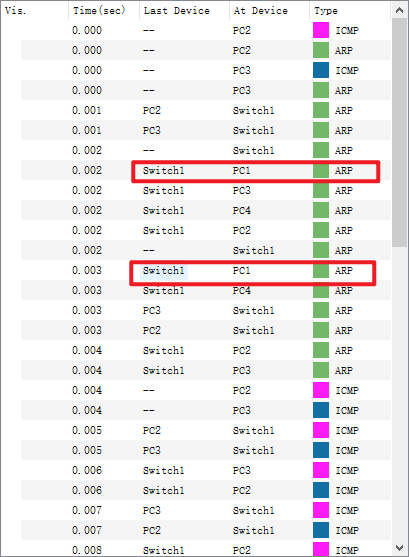 Vis. Time(sec) Last Device At Device Type
0.000 -- PC2 ICMP
0.000 -- PC2 ARP
0.000 -- PC3 ICMP
0.000 -- PC3 ARP
0.001 PC2 Switch1 ARP
0.001 PC3 Switch1 ARP
0.002 -- Switch1 ARP
0.002 Switch1 PC1 ARP
0.002 Switch1 PC3 ARP
0.002 Switch1 PC4 ARP
0.002 Switch1 PC2 ARP
0.002 -- Switch1 ARP
0.003 Switch1 PC1 ARP
0.003 Switch1 PC4 ARP
0.003 PC3 Switch1 ARP
0.003 PC2 Switch1 ARP
0.004 Switch1 PC2 ARP
0.004 Switch1 PC3 ARP
0.004 -- PC2 ICMP
0.004 -- PC3 ICMP
0.005 PC2 Switch1 ICMP
0.005 PC3 Switch1 ICMP
0.006 Switch1 PC3 ICMP
0.006 Switch1 PC2 ICMP
0.007 PC3 Switch1 ICMP
0.007 PC2 Switch1 ICMP
0.008 Switch1 PC2 ICMP